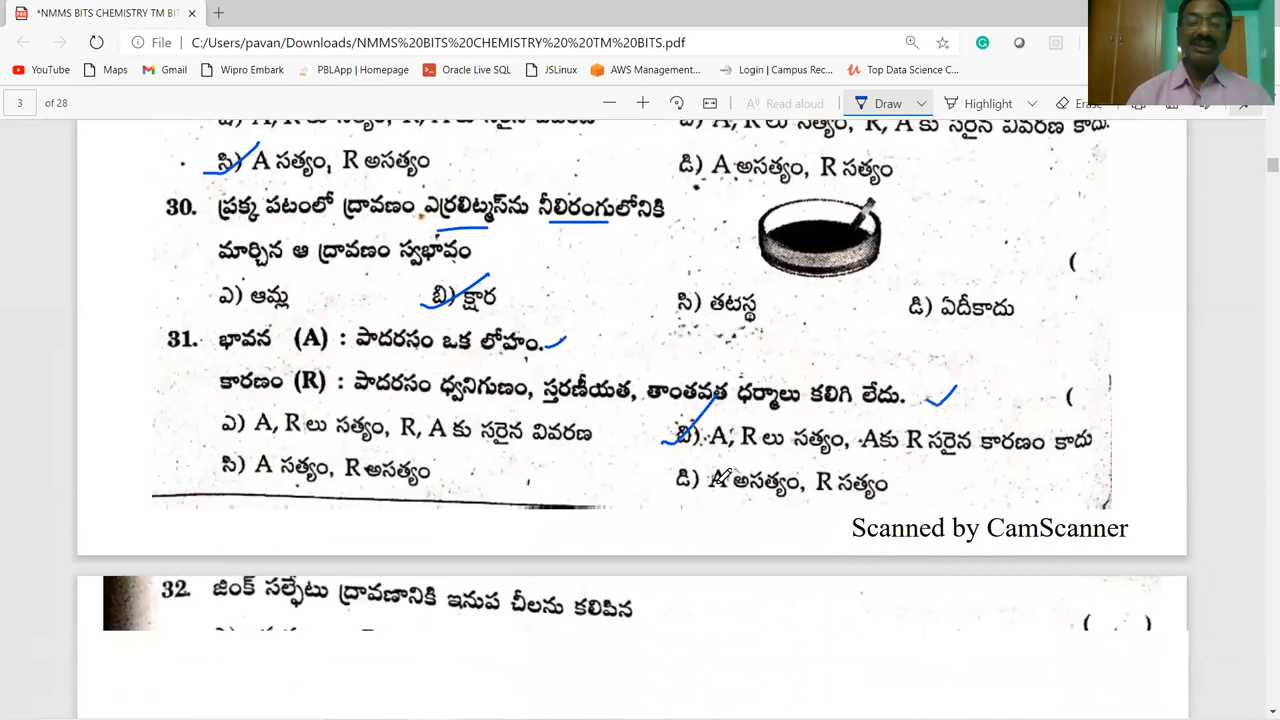 *NMMS BITS CHEMISTRY TM BIT
File C:/Users/pavan/Downloads/NMMS%20BITS%20CHEMISTRY%20%20TM%20BITS.pdf
YouTube Maps Gmail Wipro Embark PBLApp | Homepage Oracle Live SQL JSLinux AWS Management... Login | Campus Rec... Top Data Science C...
3 of 28 Read aloud Draw Highlight Erase
A, R లు సత్యం, R, A కు సరైన వివరణ కాదు.
సి) A సత్యం, R అసత్యం డి) A అసత్యం, R సత్యం
30. ప్రక్క పటంలో ద్రావణం ఎర్రలిట్మస్‌ను నీలిరంగులోనికి
మార్చిన ఆ ద్రావణం స్వభావం (
ఎ) ఆమ్ల బి) క్షార సి) తటస్థ డి) ఏదీకాదు
31. భావన (A) : పాదరసం ఒక లోహం.
కారణం (R) : పాదరసం ధ్వనిగుణం, స్తరణీయత, తాంతవత ధర్మాలు కలిగి లేదు. (
ఎ) A, R లు సత్యం, R, A కు సరైన వివరణ బి) A, R లు సత్యం, A కు R సరైన కారణం కాదు
సి) A సత్యం, R అసత్యం డి) A అసత్యం, R సత్యం
Scanned by CamScanner
32. జింక్ సల్ఫేటు ద్రావణానికి ఇనుప చీలను కలిపిన ( )